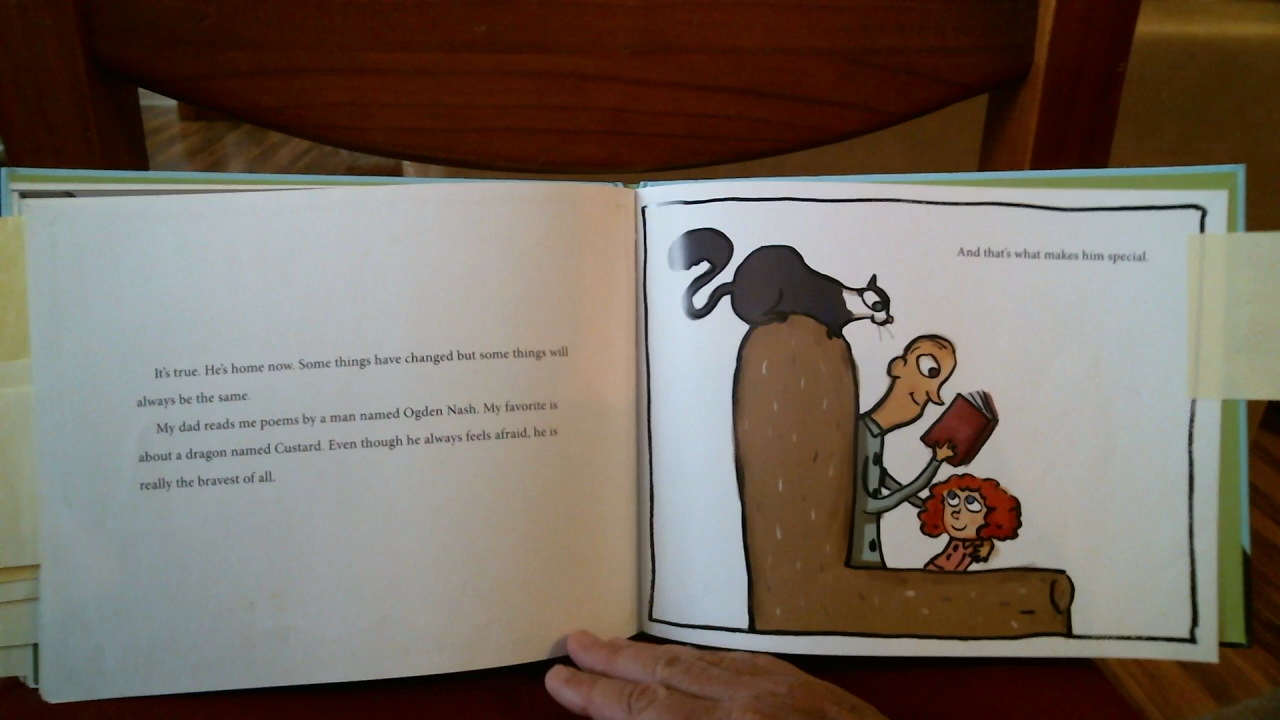 It's true. He's home now. Some things have changed but some things will
always be the same.
My dad reads me poems by a man named Ogden Nash. My favorite is
about a dragon named Custard. Even though he always feels afraid, he is
really the bravest of all.
And that's what makes him special.